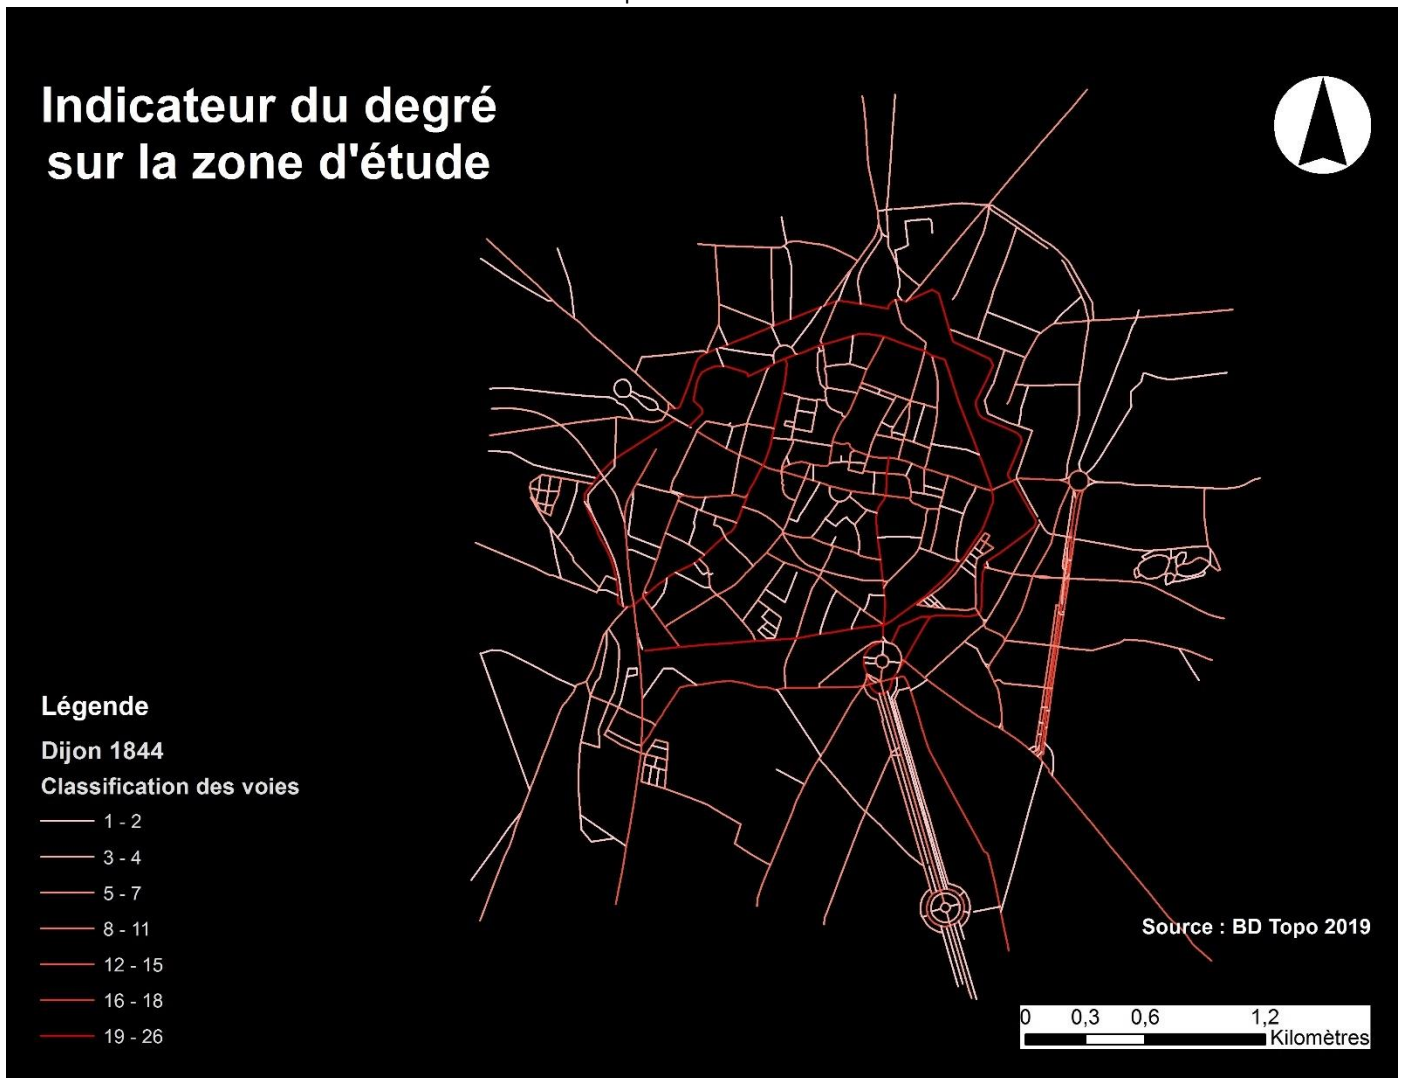 Indicateur du degré
sur la zone d'étude
Légende
Dijon 1844
Classification des voies
1 - 2
3 - 4
5 - 7
8 - 11
12 - 15
16 - 18
19 - 26
Source : BD Topo 2019
0 0,3 0,6 1,2
Kilomètres